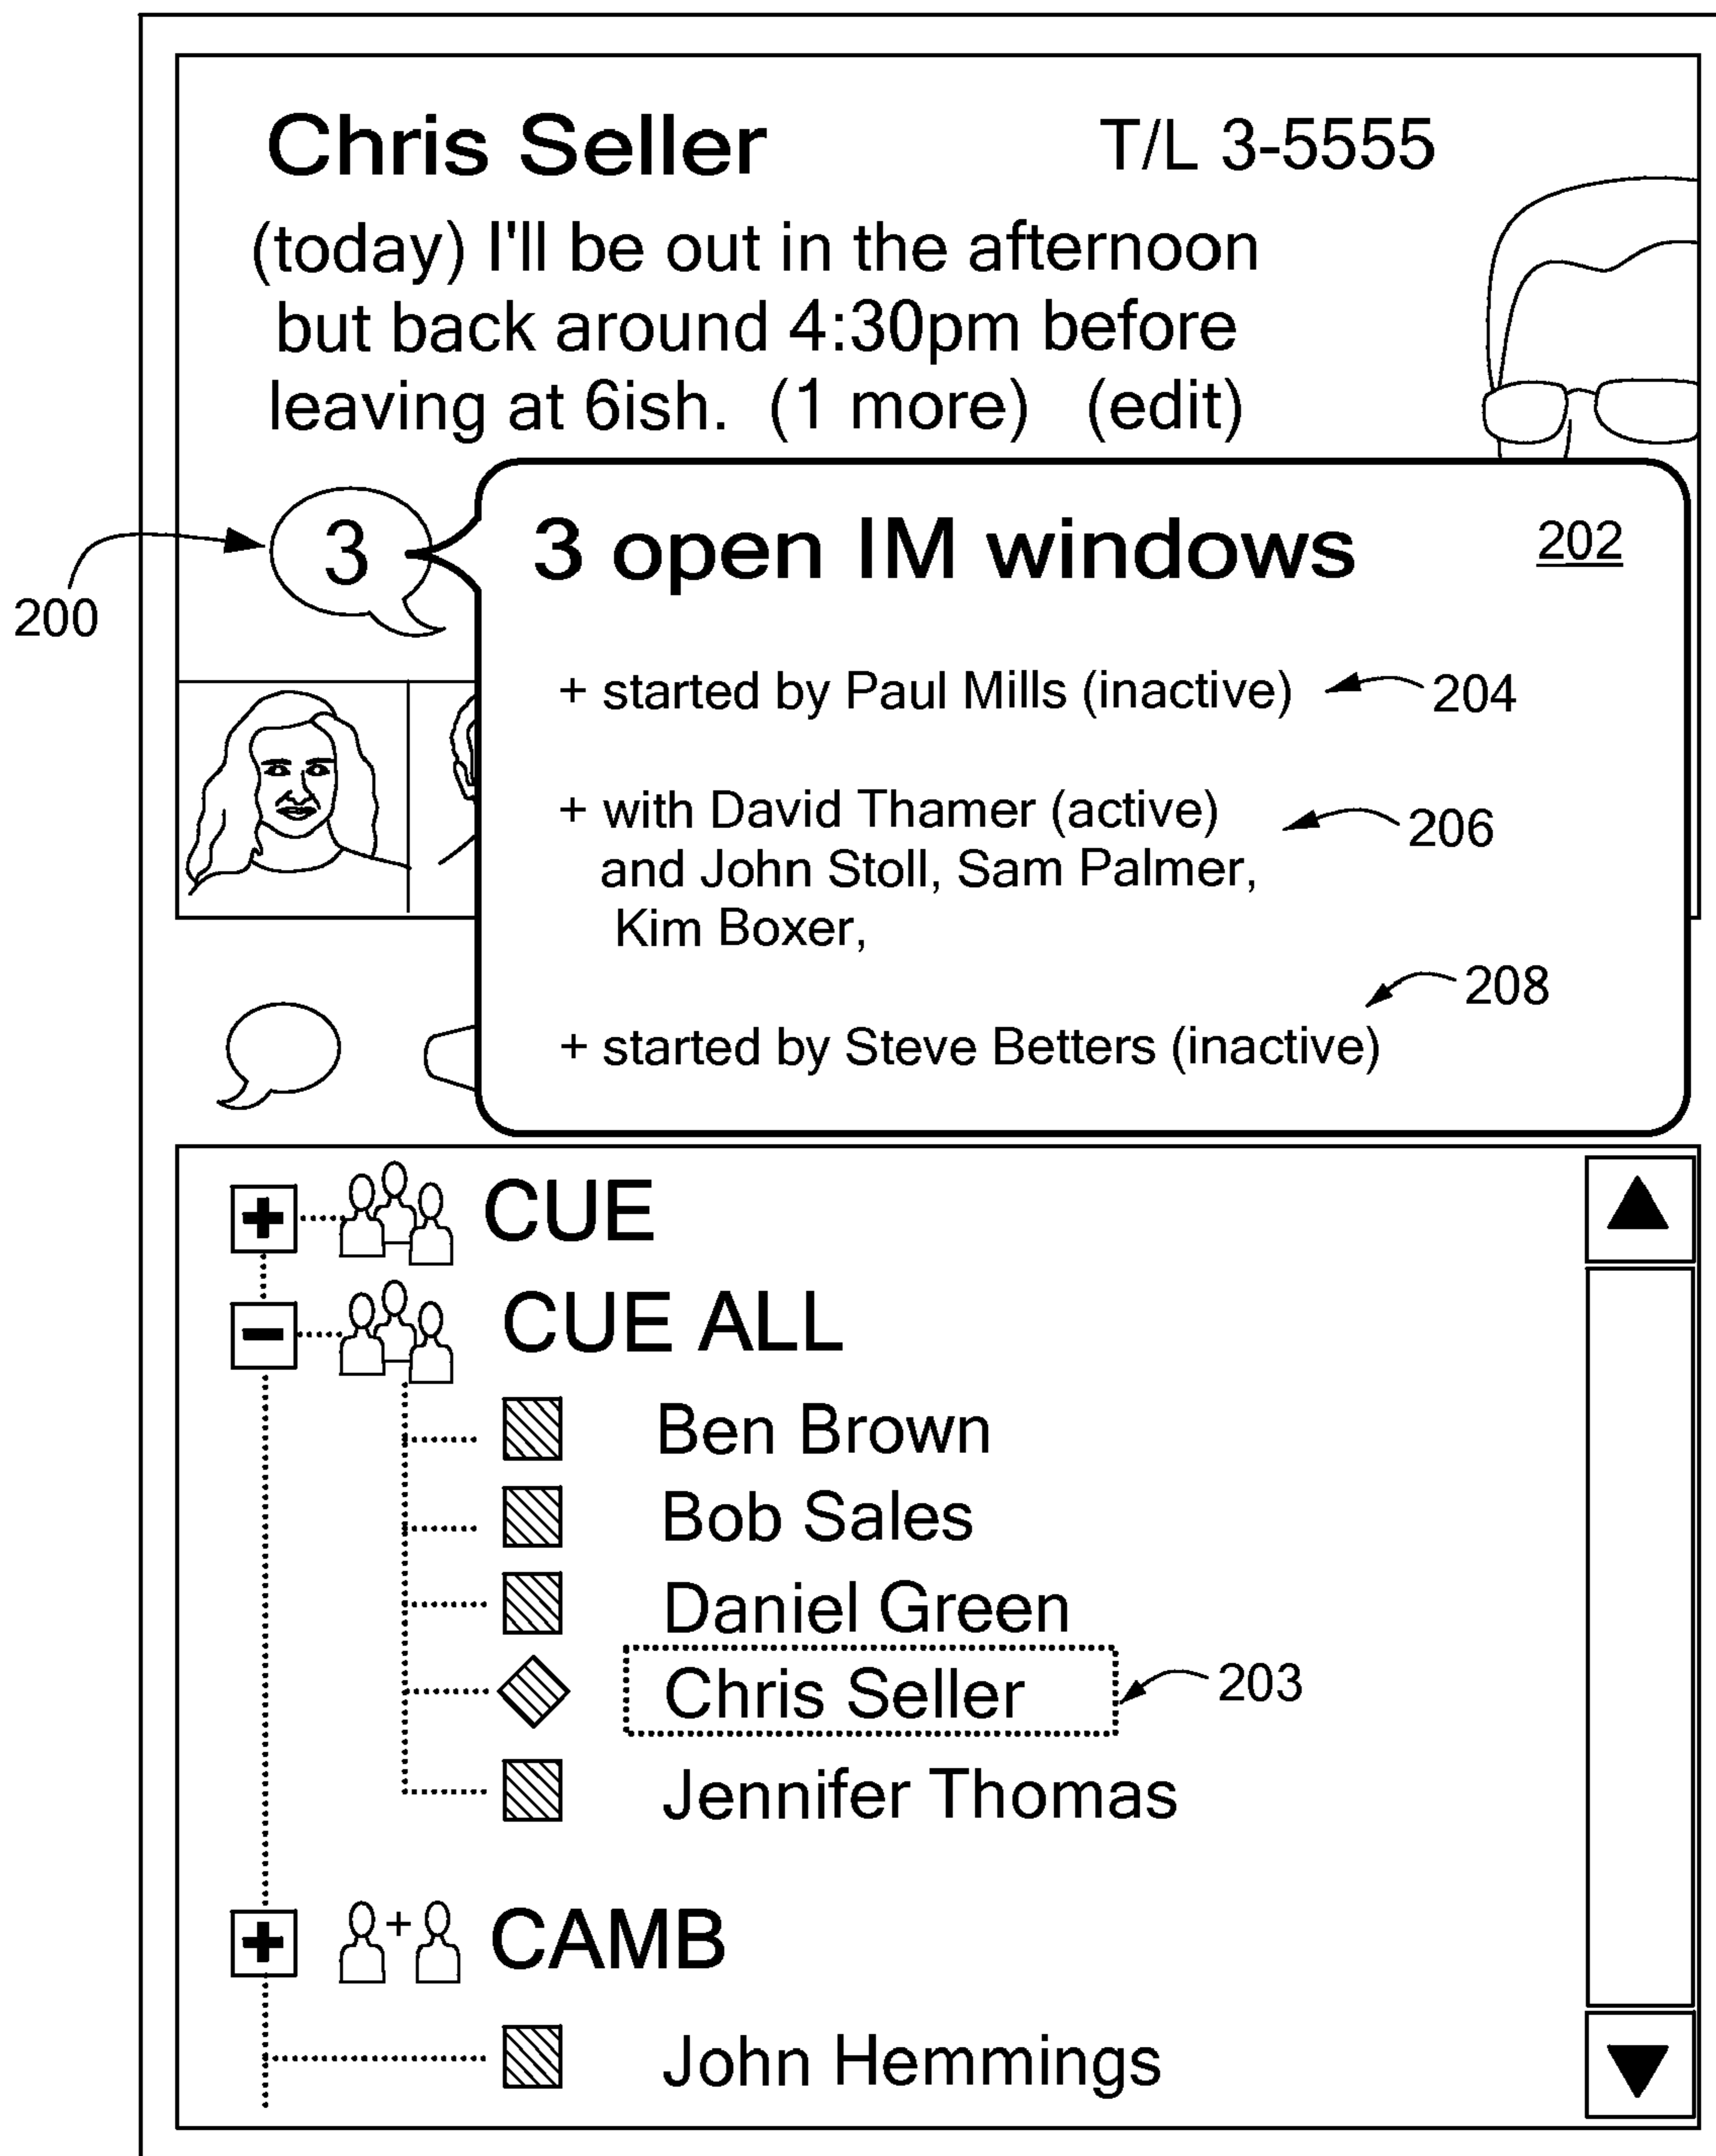 Chris Seller T/L 3-5555
(today) I'll be out in the afternoon
but back around 4:30pm before
leaving at 6ish. (1 more) (edit)
200
3
3 open IM windows 202
+ started by Paul Mills (inactive) 204
+ with David Thamer (active) 206
and John Stoll, Sam Palmer,
Kim Boxer,
208
+ started by Steve Betters (inactive)
CUE
CUE ALL
Ben Brown
Bob Sales
Daniel Green
Chris Seller 203
Jennifer Thomas
CAMB
John Hemmings